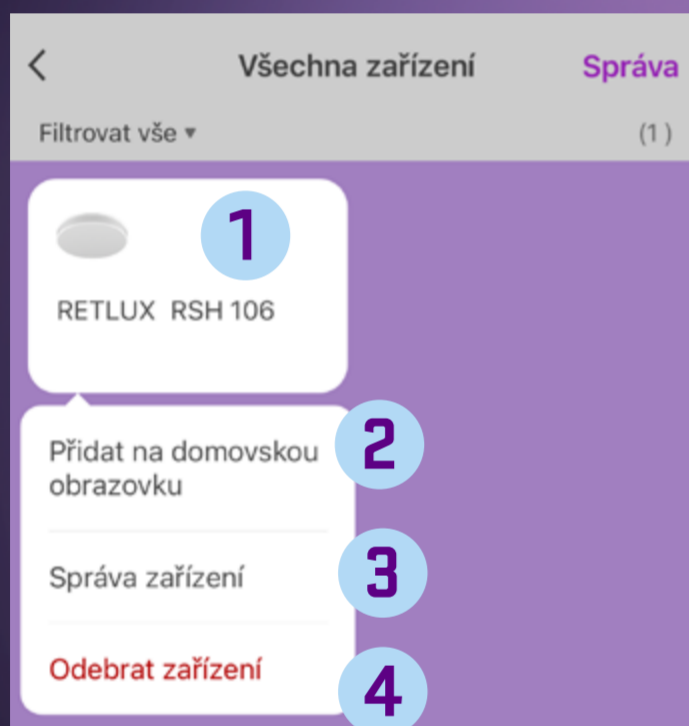 Všechna zařízení
Správa
Filtrovat vše ▾
(1)
1
RETLUX RSH 106
Přidat na domovskou
obrazovku
2
Správa zařízení
3
Odebrat zařízení
4